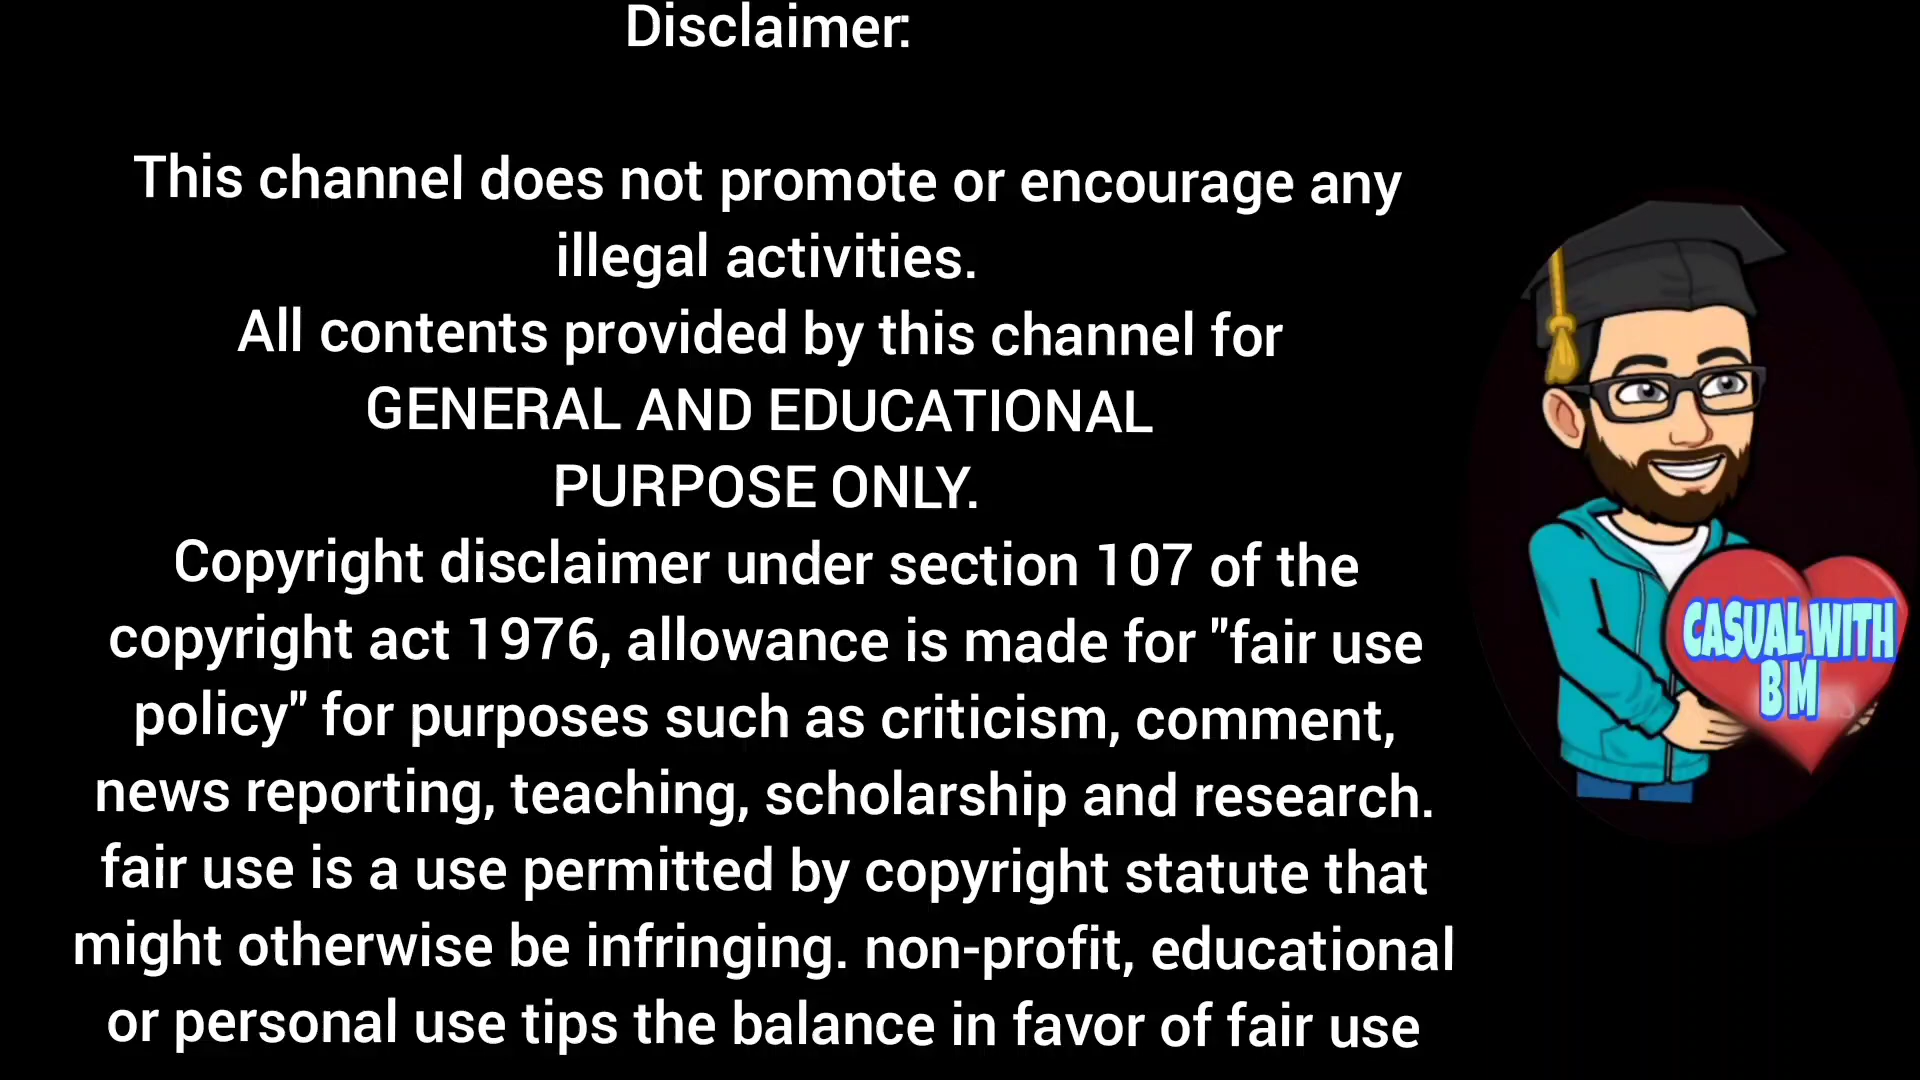 Disclaimer:
This channel does not promote or encourage any
illegal activities.
All contents provided by this channel for
GENERAL AND EDUCATIONAL
PURPOSE ONLY.
Copyright disclaimer under section 107 of the
copyright act 1976, allowance is made for "fair use
policy" for purposes such as criticism, comment,
news reporting, teaching, scholarship and research.
fair use is a use permitted by copyright statute that
might otherwise be infringing. non-profit, educational
or personal use tips the balance in favor of fair use
CASUAL WITH
B M